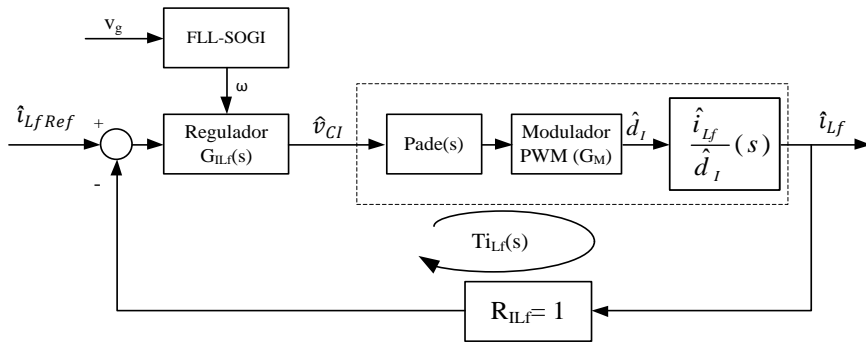 v_g
FLL-SOGI
ω
î_LfRef
+
-
Regulador
G_ILf(s)
v̂_CI
Pade(s)
Modulador
PWM (G_M)
d̂_I
î_Lf / d̂_I (s)
î_Lf
Ti_Lf(s)
R_ILf= 1